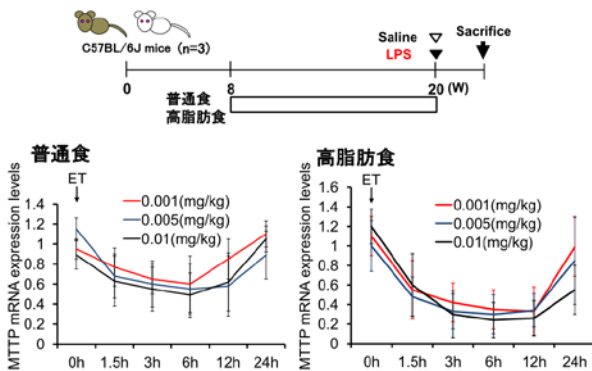 C57BL/6J mice (n=3)
Saline
LPS
Sacrifice
0
8
20 (W)
普通食
高脂肪食
普通食
ET
0.001(mg/kg)
0.005(mg/kg)
0.01(mg/kg)
MTTP mRNA expression levels
1.4
1.2
1
0.8
0.6
0.4
0.2
0
0h 1.5h 3h 6h 12h 24h
高脂肪食
ET
0.001(mg/kg)
0.005(mg/kg)
0.01(mg/kg)
MTTP mRNA expression levels
1.6
1.4
1.2
1
0.8
0.6
0.4
0.2
0
0h 1.5h 3h 6h 12h 24h